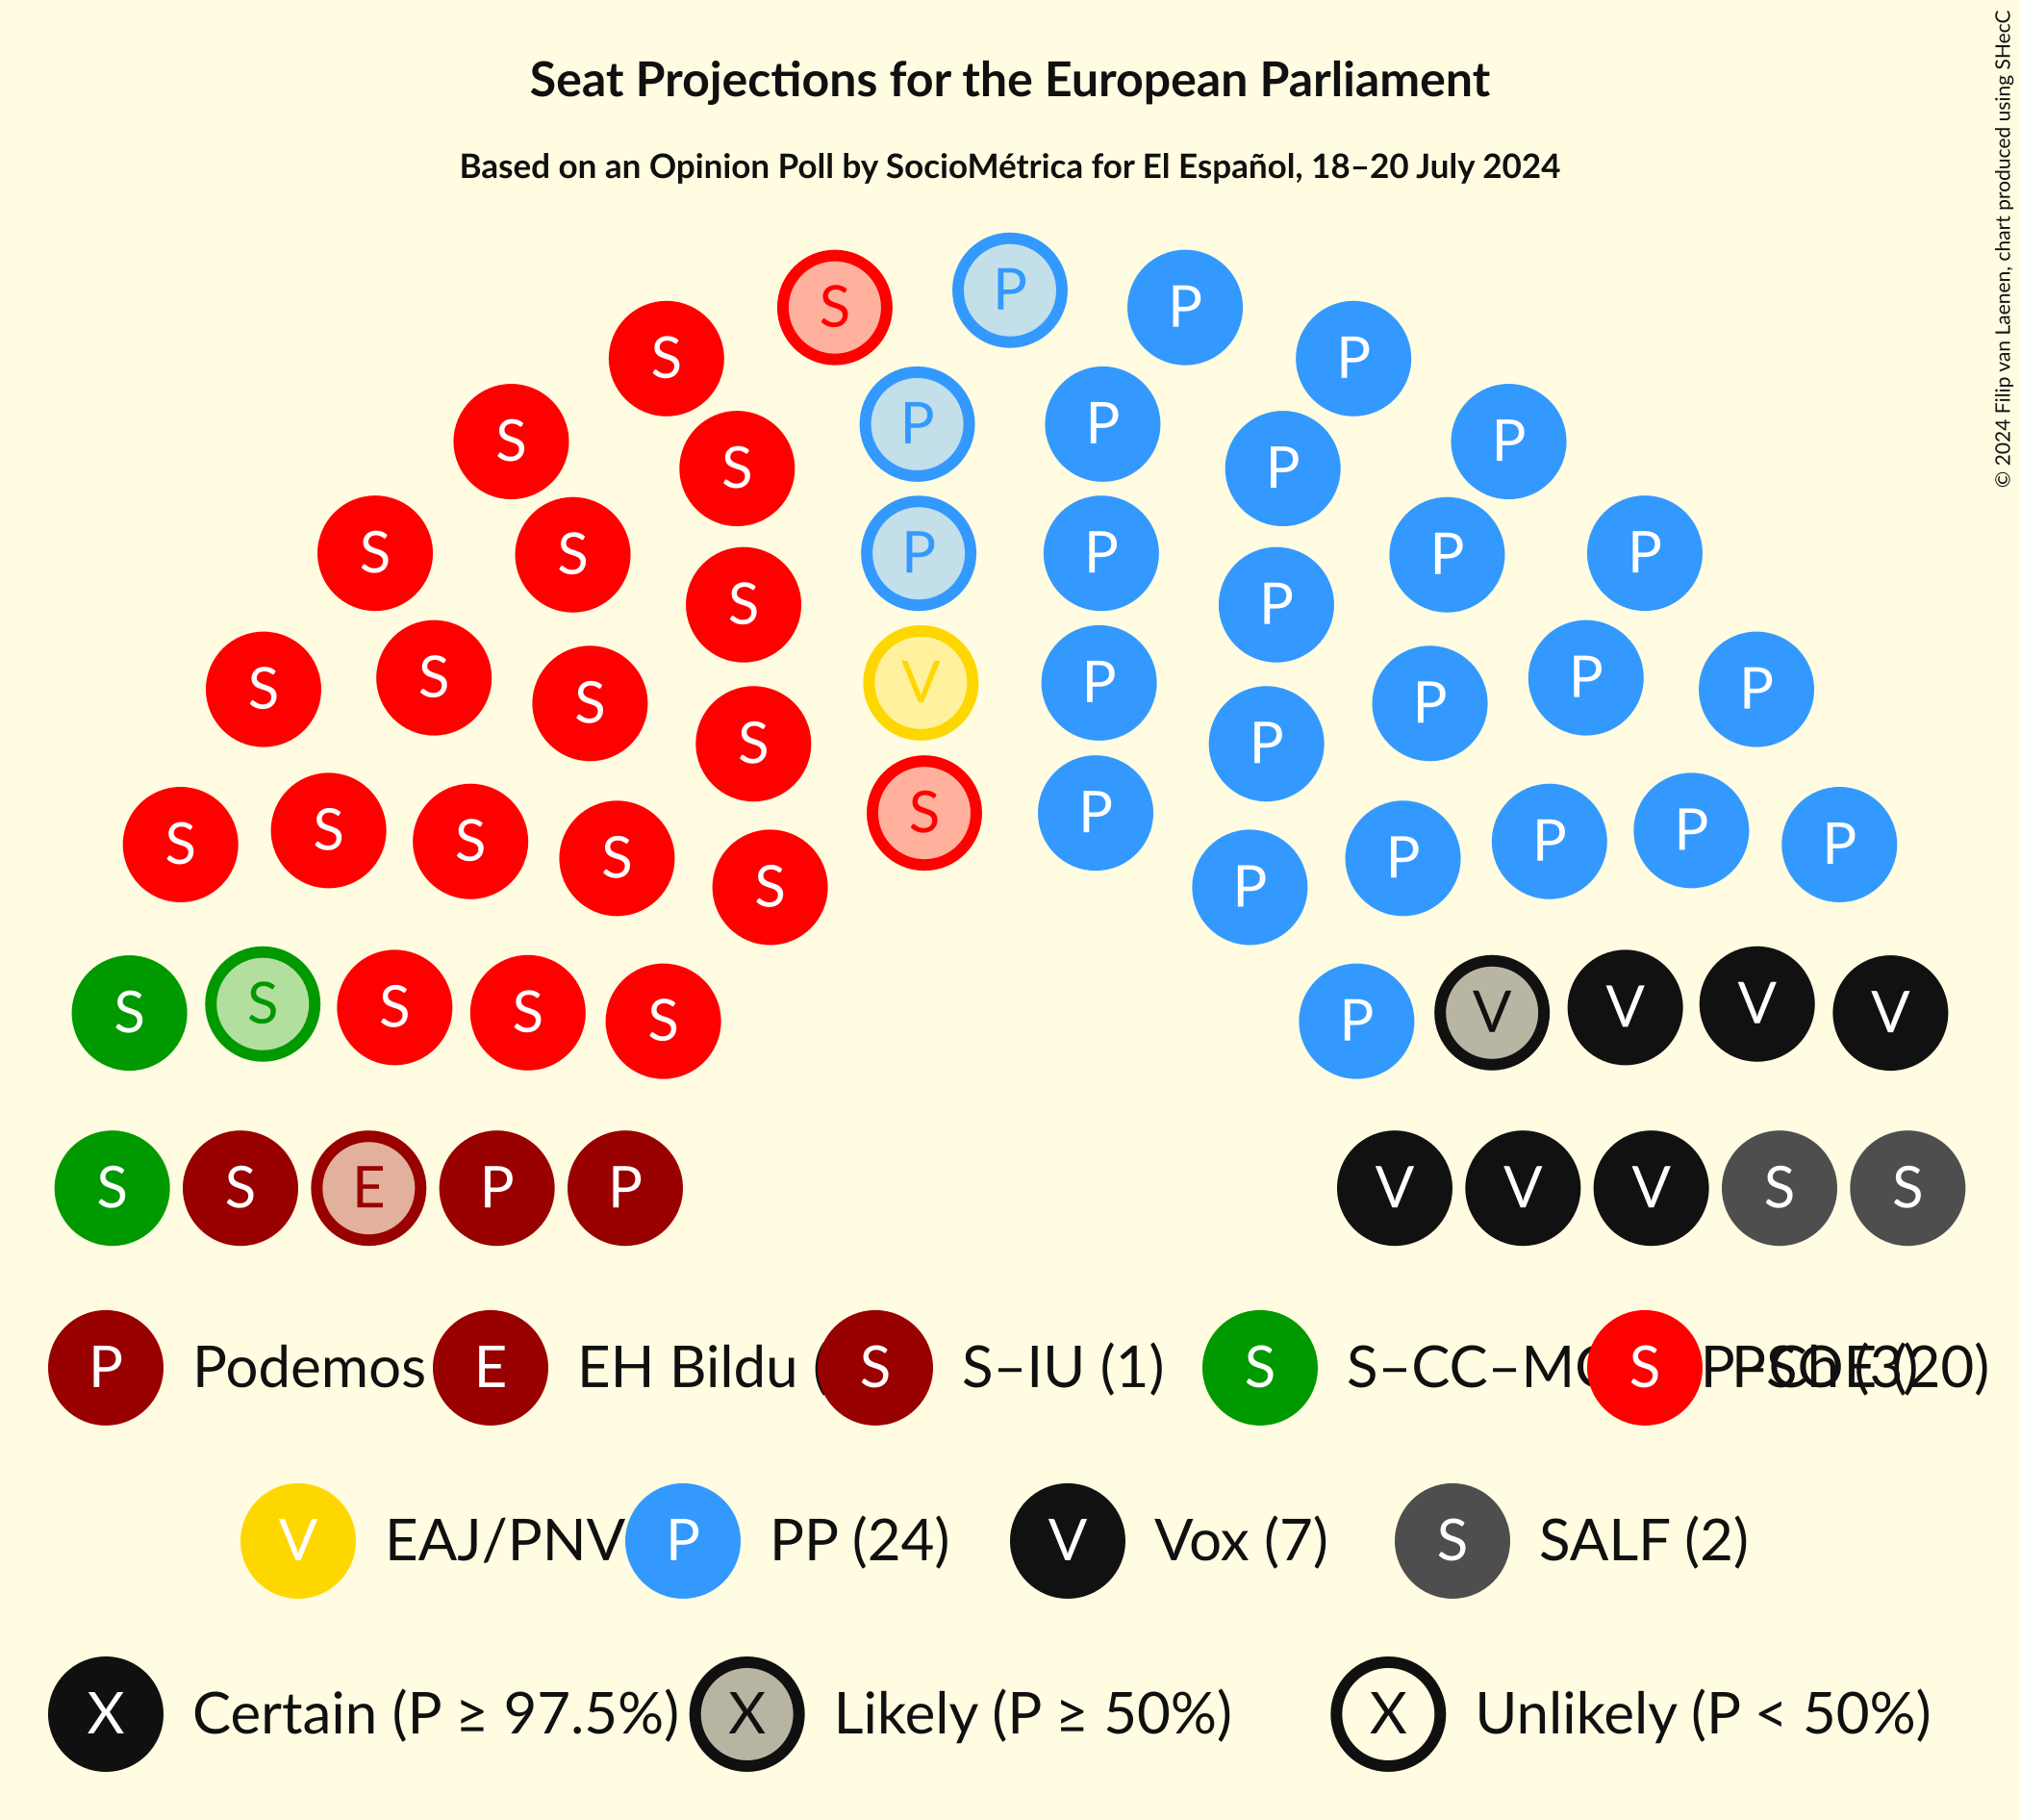 Seat Projections for the European Parliament
Based on an Opinion Poll by SocioMétrica for El Español, 18–20 July 2024
© 2024 Filip van Laenen, chart produced using SHecC
P
S P
S P
P P
S P
S P
S S P P P P
S P
S S V P P P
S P
S P
S P
S S S S P P P P
S P
S S S S S P V V V V
S S E P P V V V S S
P Podemos E EH Bildu S S–IU (1) S S
V EAJ/PNV P PP (24) V Vox (7) S SALF (2)
X Certain (P ≥ 97.5%) X Likely (P ≥ 50%) X Unlikely (P < 50%)